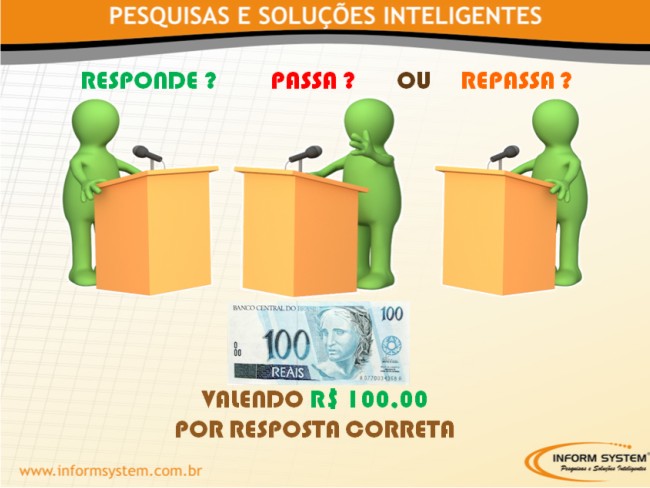 PESQUISAS E SOLUÇÕES INTELIGENTES
RESPONDE ? PASSA ? OU REPASSA ?
BANCO CENTRAL DO BRASIL 100
100
REAIS
VALENDO R$ 100,00
POR RESPOSTA CORRETA
INFORM SYSTEM
Pesquisas e Soluções Inteligentes
www.informsystem.com.br